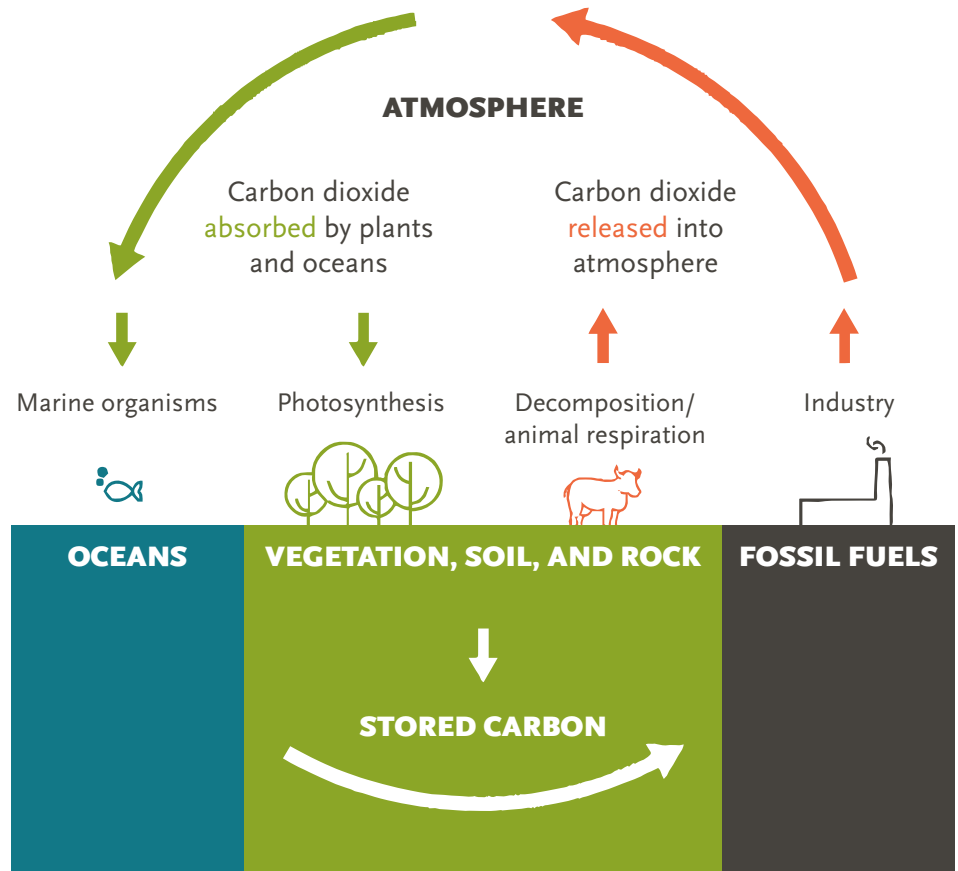 ATMOSPHERE
Carbon dioxide
absorbed by plants
and oceans
Carbon dioxide
released into
atmosphere
Marine organisms
Photosynthesis
Decomposition/
animal respiration
Industry
OCEANS
VEGETATION, SOIL, AND ROCK
FOSSIL FUELS
STORED CARBON